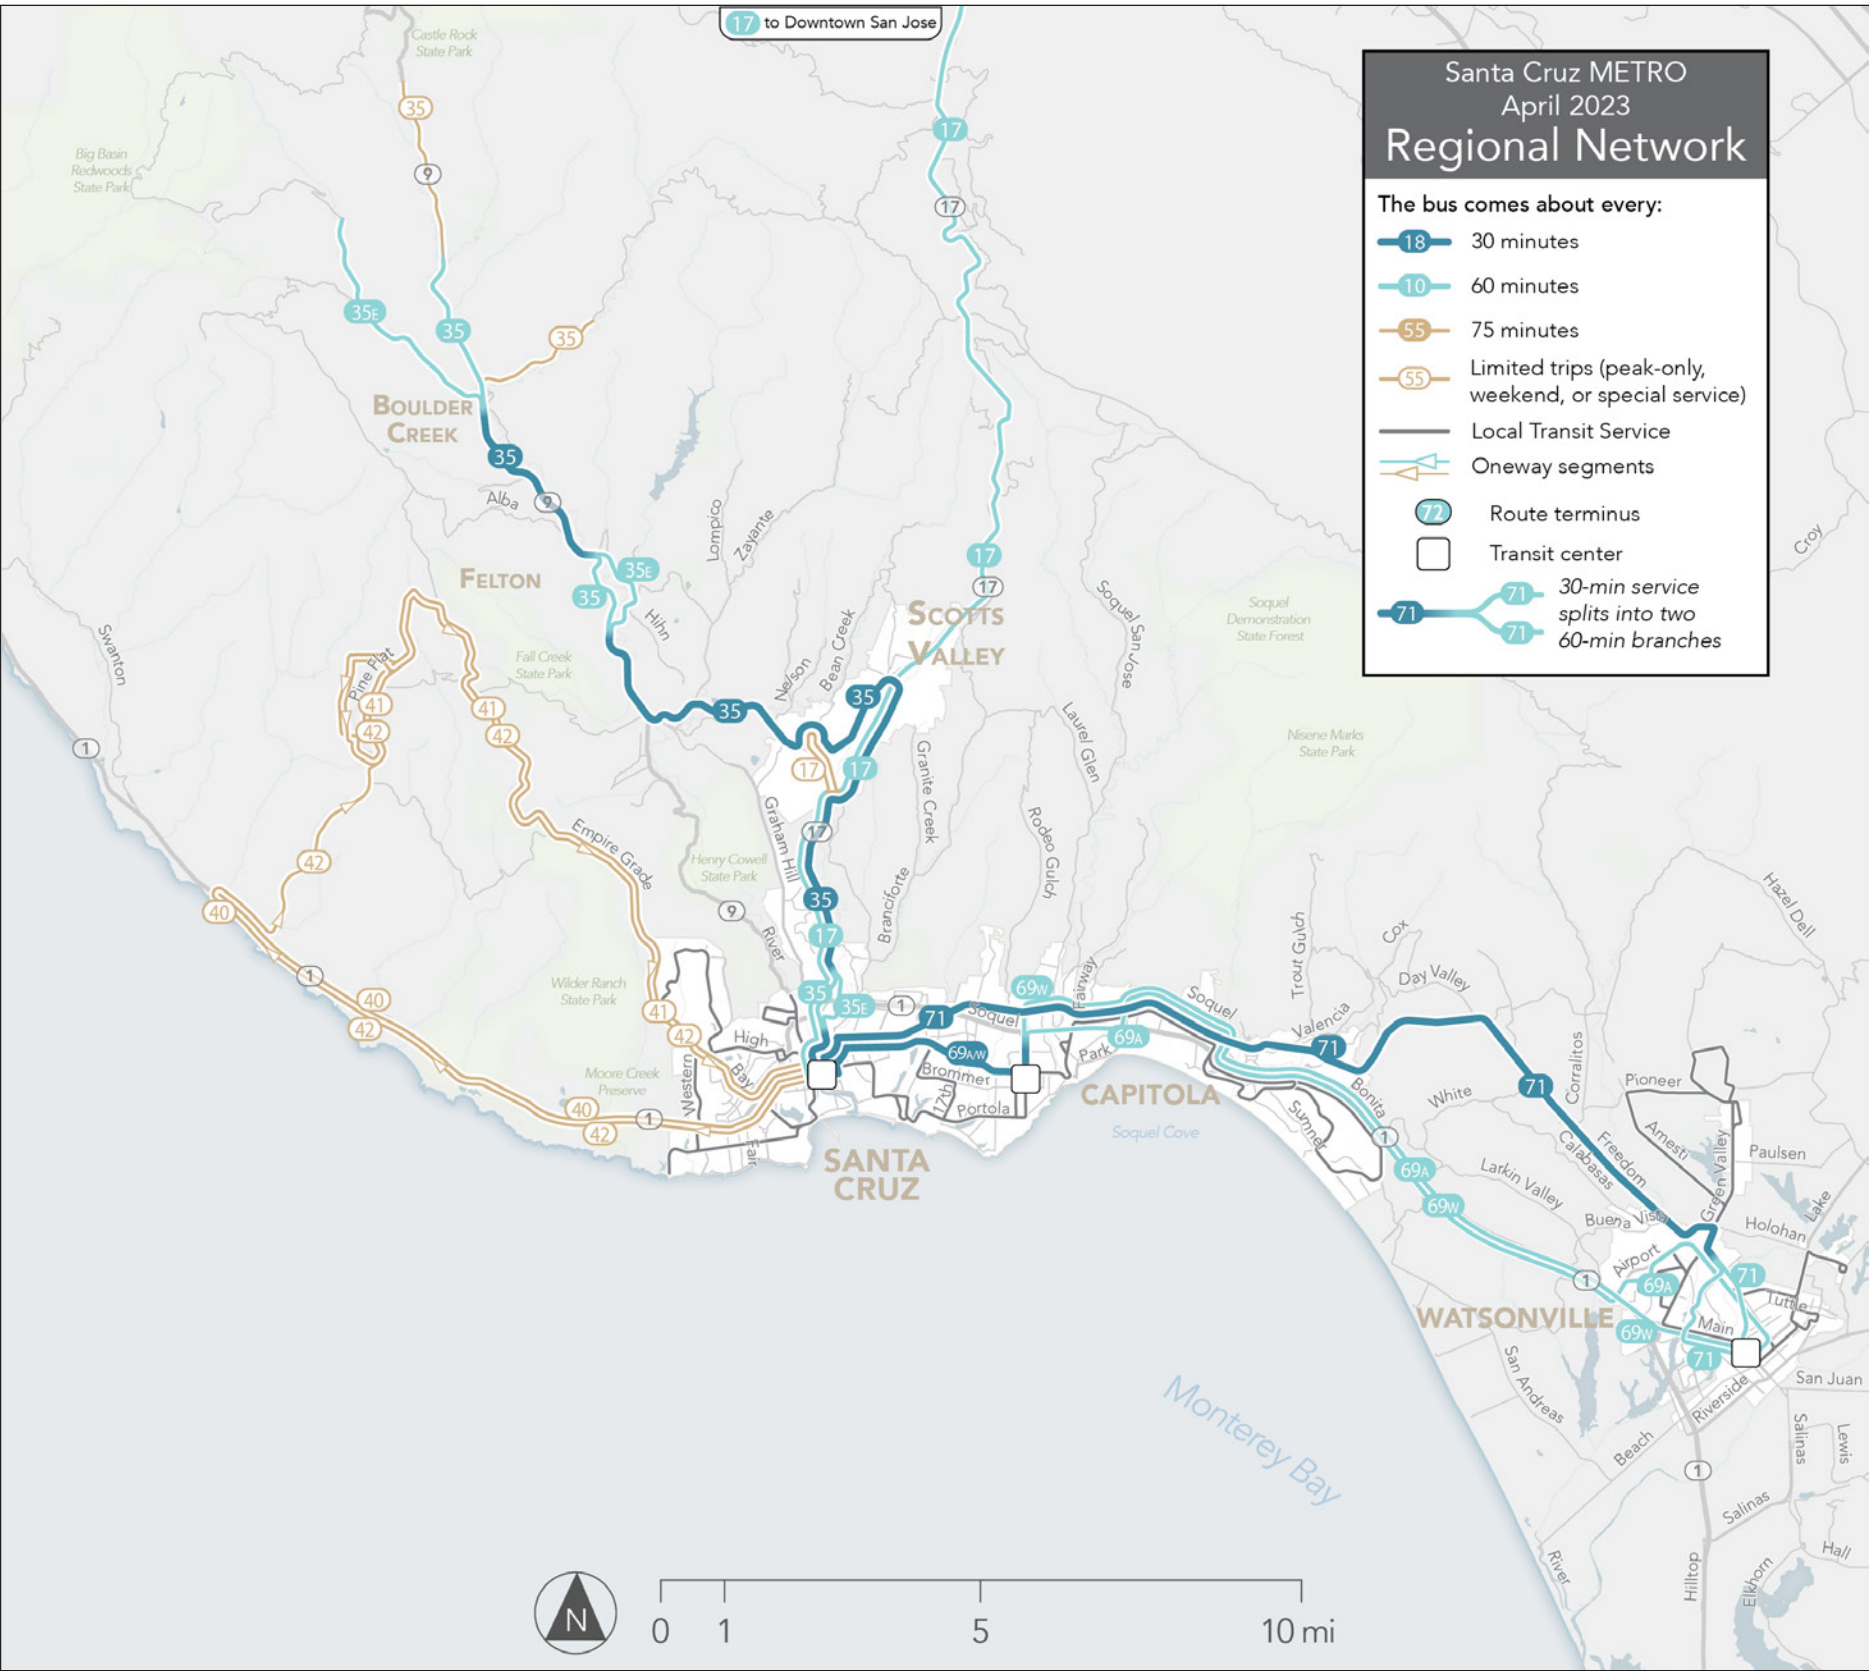 17 to Downtown San Jose
Santa Cruz METRO
April 2023
Regional Network
The bus comes about every:
18 30 minutes
10 60 minutes
55 75 minutes
55 Limited trips (peak-only,
weekend, or special service)
Local Transit Service
Oneway segments
72 Route terminus
Transit center
71 71 71
30-min service
splits into two
60-min branches
Castle Rock
State Park
35
9
Big Basin
Redwoods
State Park
17
17
35E
35
35
BOULDER
CREEK
35
Alba
9
Lompico
Zayante
17
17
35E
35
FELTON
Hihn
SCOTTS
VALLEY
Soquel San Jose
Soquel
Demonstration
State Forest
Croy
Swanton
Fall Creek
State Park
Pine Flat
41
42
41
42
Nelson
Bean Creek
35
35
17
17
Laurel Glen
Nisene Marks
State Park
1
Granite Creek
Graham Hill
17
Rodeo Gulch
Empire Grade
42
Henry Cowell
State Park
35
Branciforte
9
River
17
40
1
40
42
Wilder Ranch
State Park
41
42
35
35E
1
71
Soquel
69W
Fairway
Soquel
69A
Trout Gulch
Cox
Day Valley
Valencia
71
Hazel Dell
High
Western
Bay
69A/W
Brommer
17th
Portola
Park
CAPITOLA
Soquel Cove
Moore Creek
Preserve
40
42
1
Fair
SANTA
CRUZ
Sumner
Bonita
1
White
71
Corralitos
Pioneer
Amesti
Green Valley
Paulsen
Freedom
Calabasas
Larkin Valley
69A
69W
Buena Vista
Holohan
Lake
Airport
1
69A
71
Tuttle
WATSONVILLE
Main
69W
71
San Andreas
Riverside
San Juan
Beach
Salinas
Lewis
1
Salinas
Monterey Bay
River
Hilltop
Elkhorn
Hall
N
0 1 5 10 mi